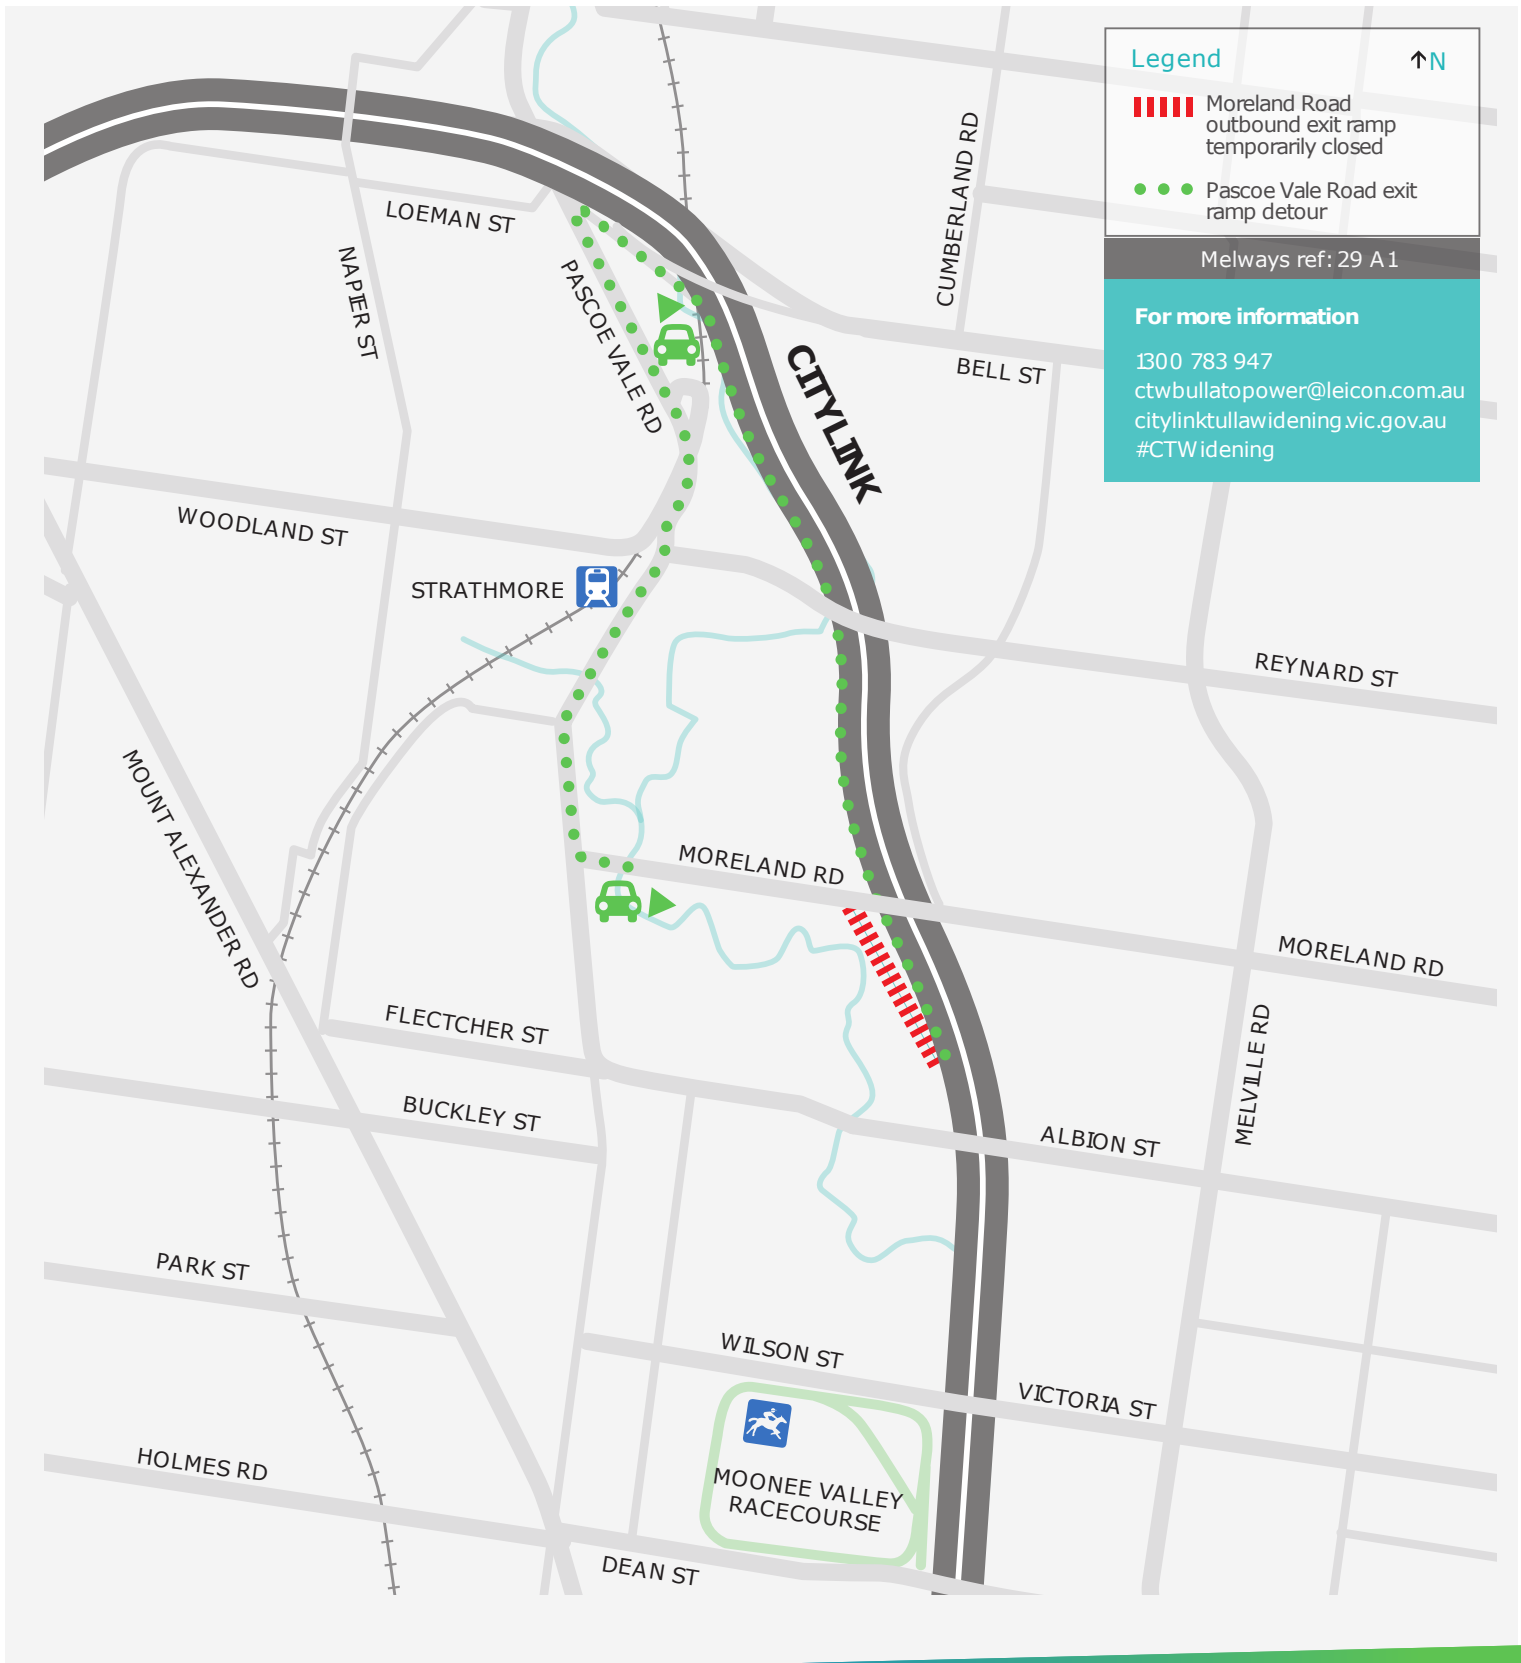 Legend
N
Moreland Road
outbound exit ramp
temporarily closed
Pascoe Vale Road exit
ramp detour
Melways ref: 29 A1
For more information
1300 783 947
ctwbullatopower@leicon.com.au
citylinktullawidening.vic.gov.au
#CTWidening
CUMBERLAND RD
LOEMAN ST
NAPIER ST
PASCOE VALE RD
CITYLINK
BELL ST
WOODLAND ST
STRATHMORE
REYNARD ST
MOUNT ALEXANDER RD
MORELAND RD
MORELAND RD
FLECTCHER ST
MELVILLE RD
BUCKLEY ST
ALBION ST
PARK ST
WILSON ST
VICTORIA ST
HOLMES RD
MOONEE VALLEY
RACECOURSE
DEAN ST